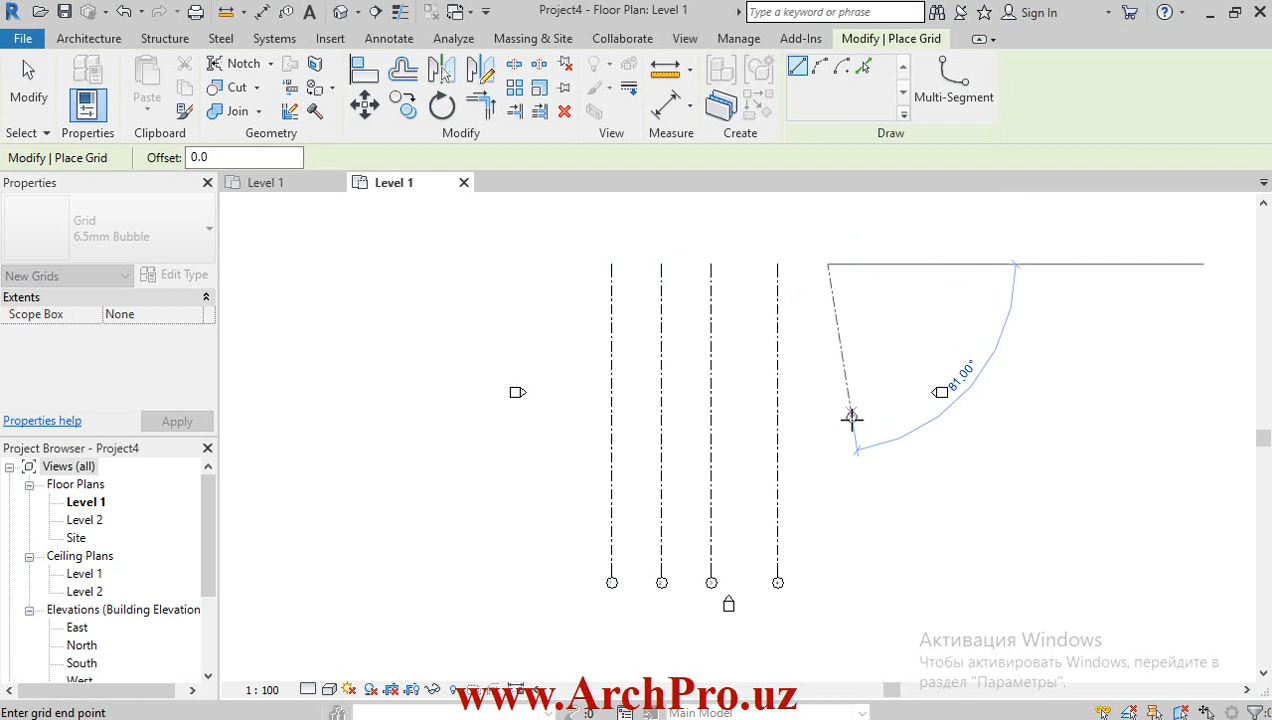 Project4 - Floor Plan: Level 1
Type a keyword or phrase
Sign In
File
Architecture
Structure
Steel
Systems
Insert
Annotate
Analyze
Massing & Site
Collaborate
View
Manage
Add-Ins
Modify | Place Grid
Modify
Paste
Notch
Cut
Join
Multi-Segment
Select
Properties
Clipboard
Geometry
Modify
View
Measure
Create
Draw
Modify | Place Grid
Offset: 0.0
Properties
Level 1
Level 1
Grid
6.5mm Bubble
New Grids
Edit Type
Extents
Scope Box
None
Properties help
Apply
81.00°
Project Browser - Project4
Views (all)
Floor Plans
Level 1
Level 2
Site
Ceiling Plans
Level 1
Level 2
Elevations (Building Elevation
East
North
South
West
Активация Windows
Чтобы активировать Windows, перейдите в
раздел "Параметры".
1 : 100
www.ArchPro.uz
Enter grid end point
:0
Main Model
:0